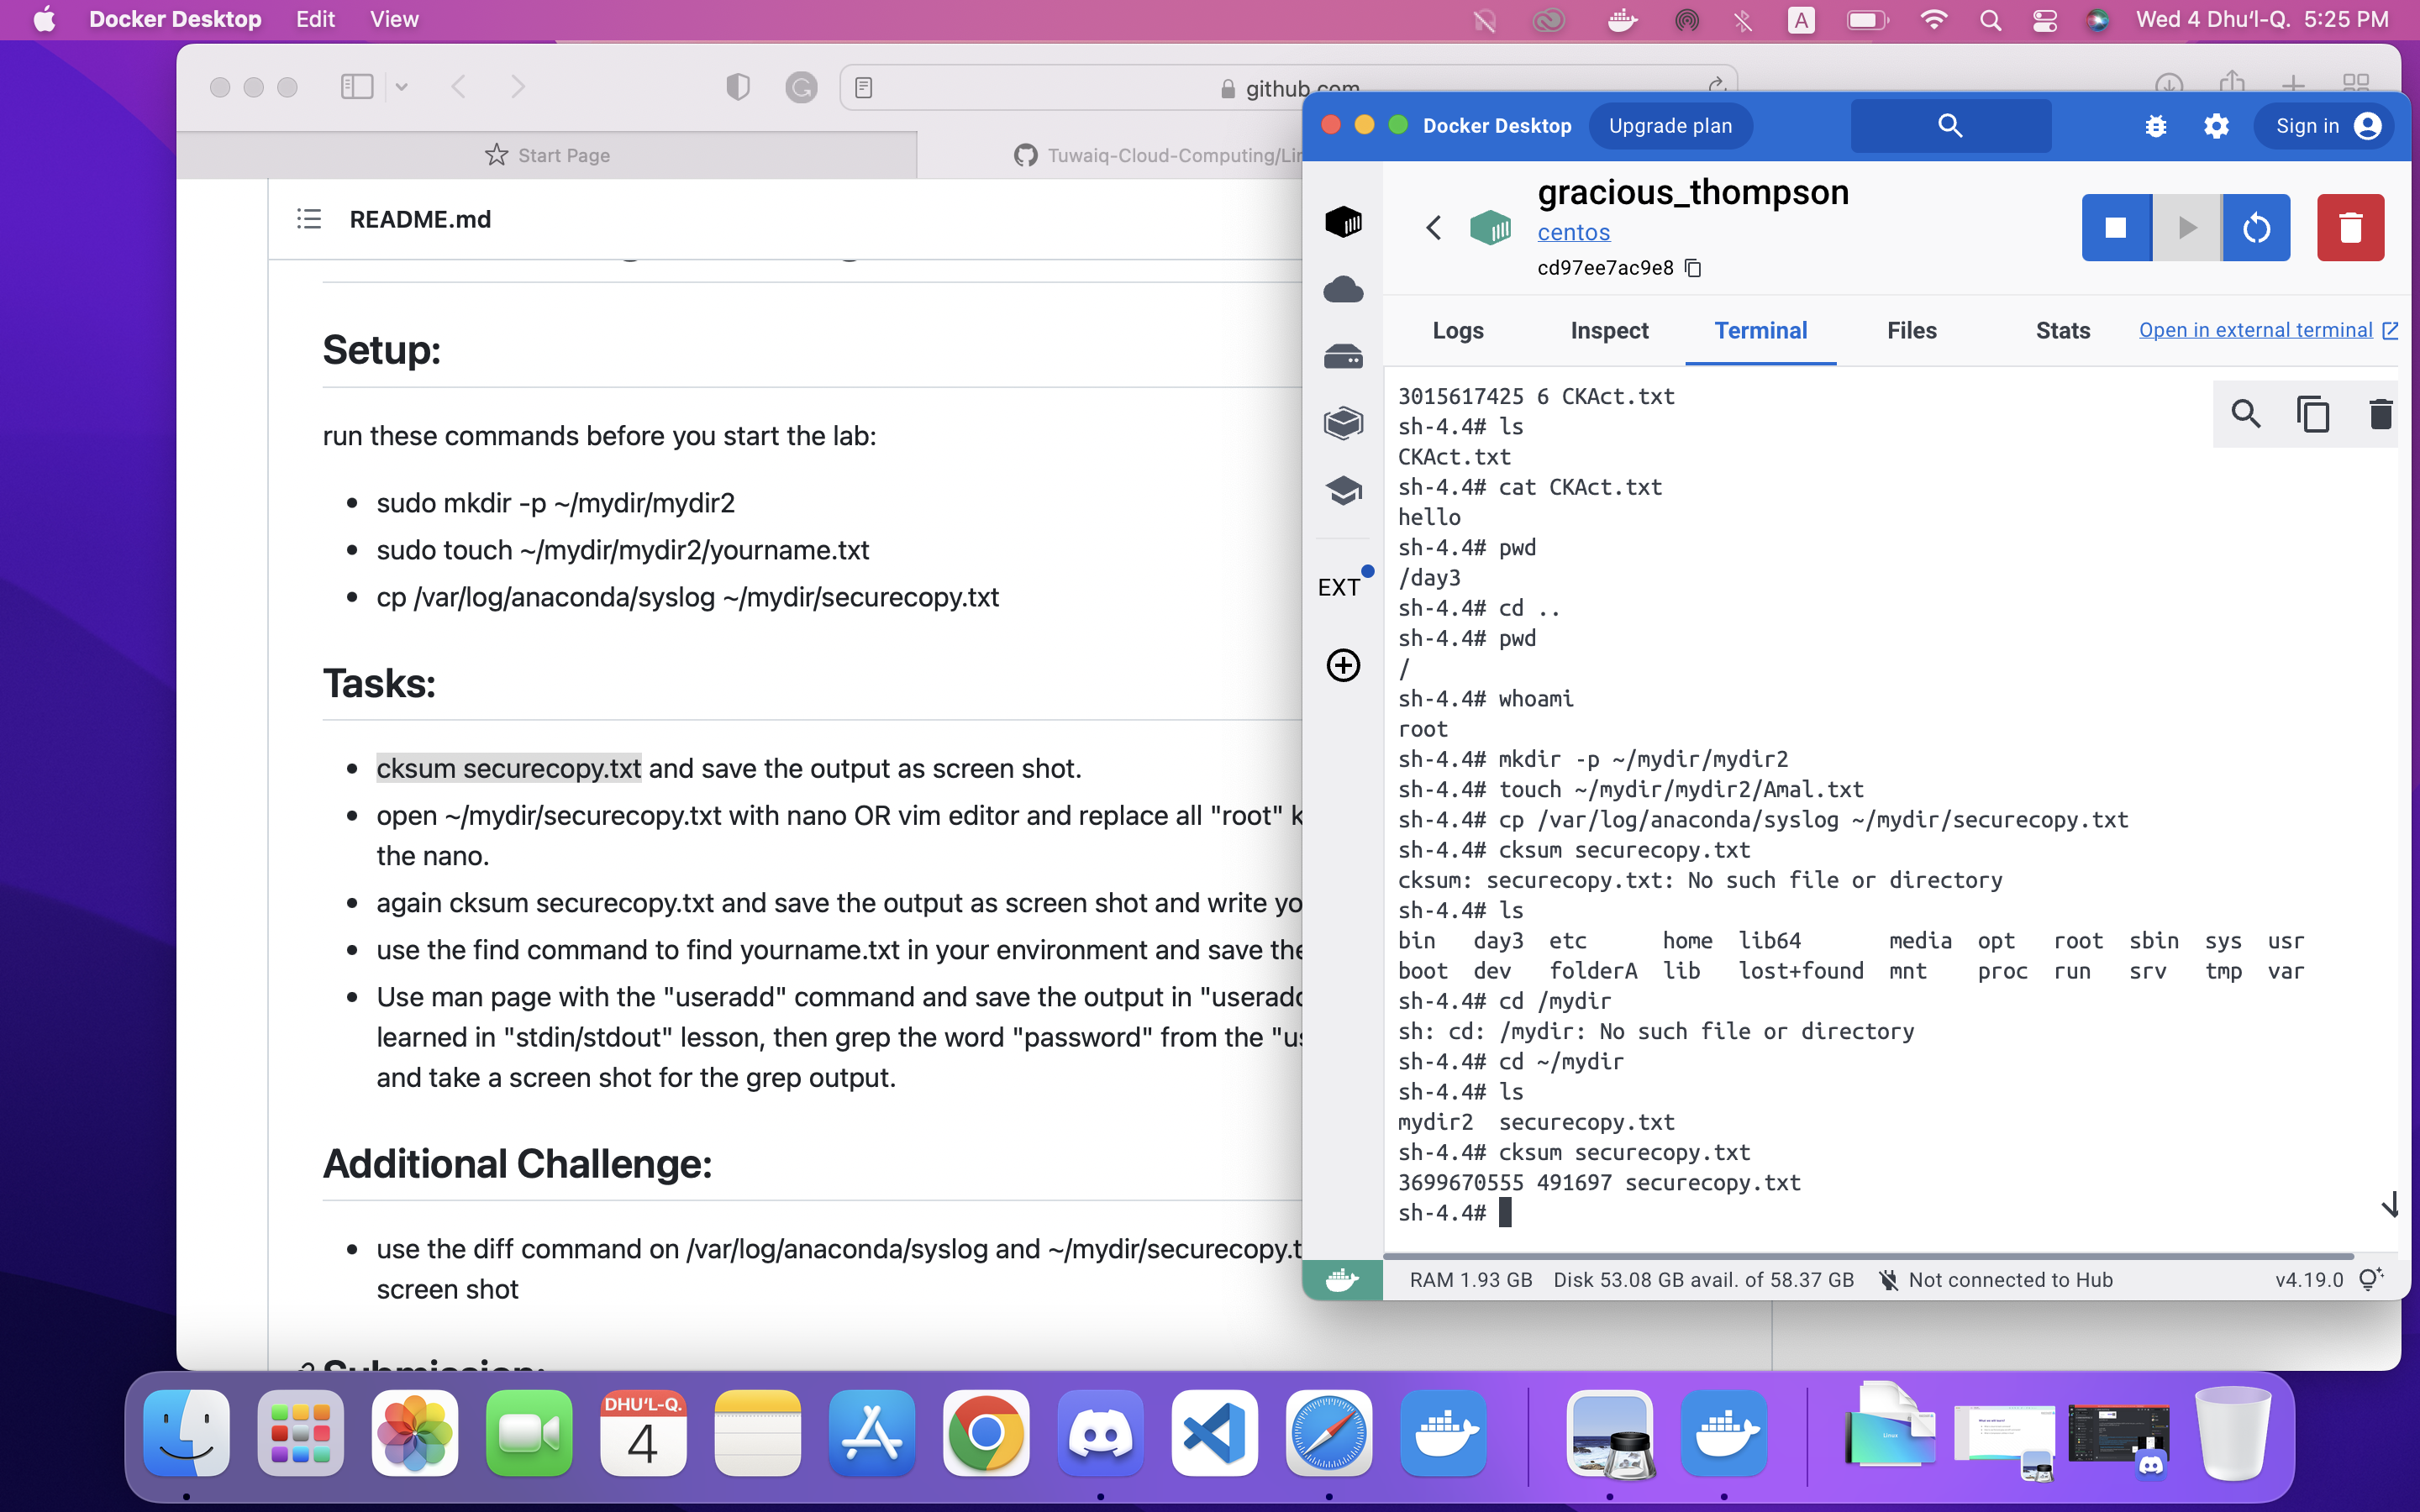 Docker Desktop Edit View
A
Wed 4 Dhuʻl-Q. 5:25 PM
github.com
Start Page
Tuwaiq-Cloud-Computing/Li
README.md
Setup:
run these commands before you start the lab:
sudo mkdir -p ~/mydir/mydir2
sudo touch ~/mydir/mydir2/yourname.txt
cp /var/log/anaconda/syslog ~/mydir/securecopy.txt
Tasks:
cksum securecopy.txt and save the output as screen shot.
open ~/mydir/securecopy.txt with nano OR vim editor and replace all "root" k
the nano.
again cksum securecopy.txt and save the output as screen shot and write yo
use the find command to find yourname.txt in your environment and save the
Use man page with the "useradd" command and save the output in "useradd
learned in "stdin/stdout" lesson, then grep the word "password" from the "us
and take a screen shot for the grep output.
Additional Challenge:
use the diff command on /var/log/anaconda/syslog and ~/mydir/securecopy.t
screen shot
Submission:
Docker Desktop
Upgrade plan
Sign in
gracious_thompson
centos
cd97ee7ac9e8
Logs Inspect Terminal Files Stats Open in external terminal
EXT
3015617425 6 CKAct.txt
sh-4.4# ls
CKAct.txt
sh-4.4# cat CKAct.txt
hello
sh-4.4# pwd
/day3
sh-4.4# cd ..
sh-4.4# pwd
/
sh-4.4# whoami
root
sh-4.4# mkdir -p ~/mydir/mydir2
sh-4.4# touch ~/mydir/mydir2/Amal.txt
sh-4.4# cp /var/log/anaconda/syslog ~/mydir/securecopy.txt
sh-4.4# cksum securecopy.txt
cksum: securecopy.txt: No such file or directory
sh-4.4# ls
bin day3 etc home lib64 media opt root sbin sys usr
boot dev folderA lib lost+found mnt proc run srv tmp var
sh-4.4# cd /mydir
sh: cd: /mydir: No such file or directory
sh-4.4# cd ~/mydir
sh-4.4# ls
mydir2 securecopy.txt
sh-4.4# cksum securecopy.txt
3699670555 491697 securecopy.txt
sh-4.4#
RAM 1.93 GB Disk 53.08 GB avail. of 58.37 GB Not connected to Hub v4.19.0
DHUʻL-Q.
4
Linux